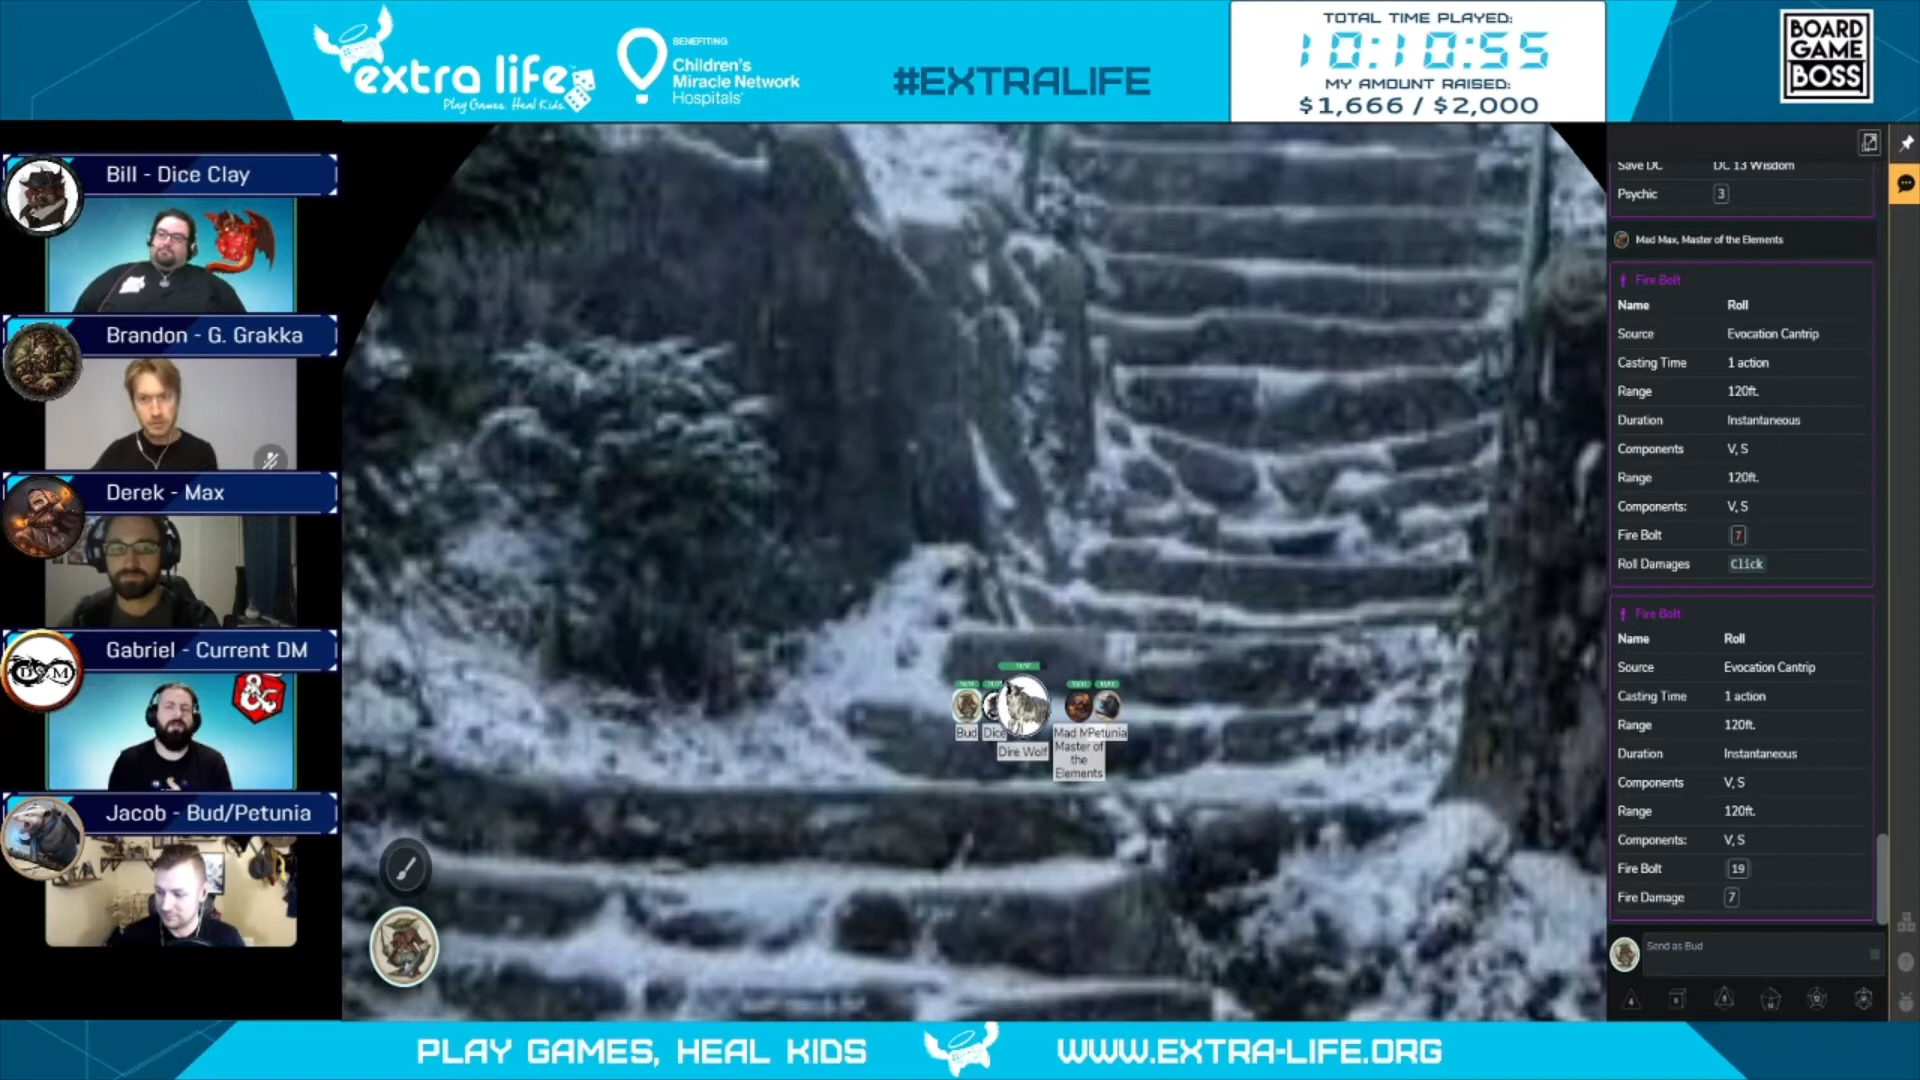 extra life
Play Games. Heal Kids.
BENEFITING
Children's
Miracle Network
Hospitals
#EXTRALIFE
TOTAL TIME PLAYED:
10:10:55
MY AMOUNT RAISED:
$1,666 / $2,000
BOARD
GAME
BOSS
Bill - Dice Clay
Brandon - G. Grakka
Derek - Max
Gabriel - Current DM
Jacob - Bud/Petunia
Bud
Dice
Dire Wolf
Mad M
Petunia
Master of
the
Elements
Save DC DC 13 Wisdom
Psychic 3
Mad Max, Master of the Elements
Fire Bolt
Name Roll
Source Evocation Cantrip
Casting Time 1 action
Range 120ft.
Duration Instantaneous
Components V, S
Range 120ft.
Components: V, S
Fire Bolt 7
Roll Damages Click
Fire Bolt
Name Roll
Source Evocation Cantrip
Casting Time 1 action
Range 120ft.
Duration Instantaneous
Components V, S
Range 120ft.
Components: V, S
Fire Bolt 19
Fire Damage 7
Send as Bud
PLAY GAMES, HEAL KIDS
WWW.EXTRA-LIFE.ORG